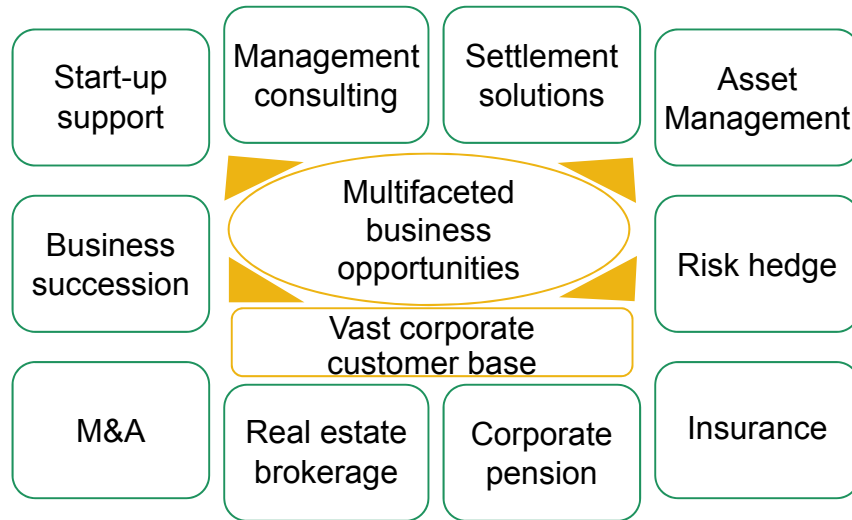 Start-up
support
Management
consulting
Settlement
solutions
Asset
Management
Multifaceted
business
opportunities
Business
succession
Risk hedge
Vast corporate
customer base
M&A
Real estate
brokerage
Corporate
pension
Insurance